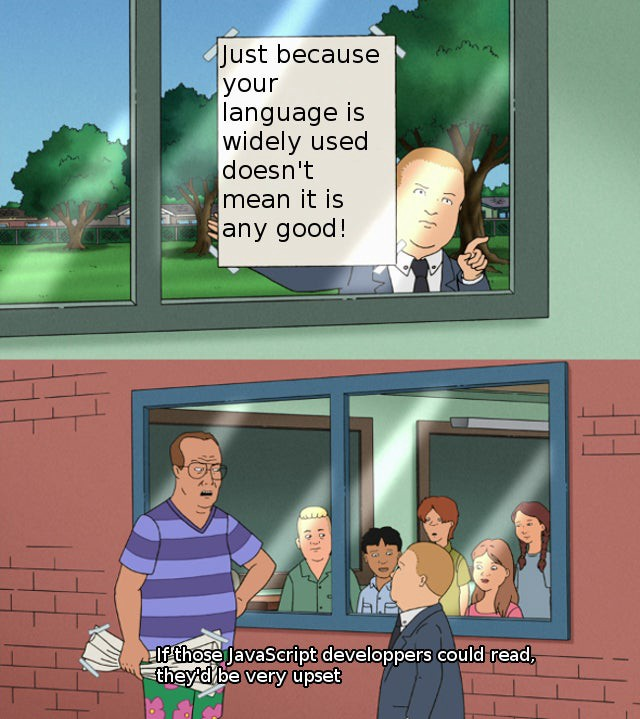 Just because
your
language is
widely used
doesn't
mean it is
any good!
If those JavaScript developpers could read,
they'd be very upset